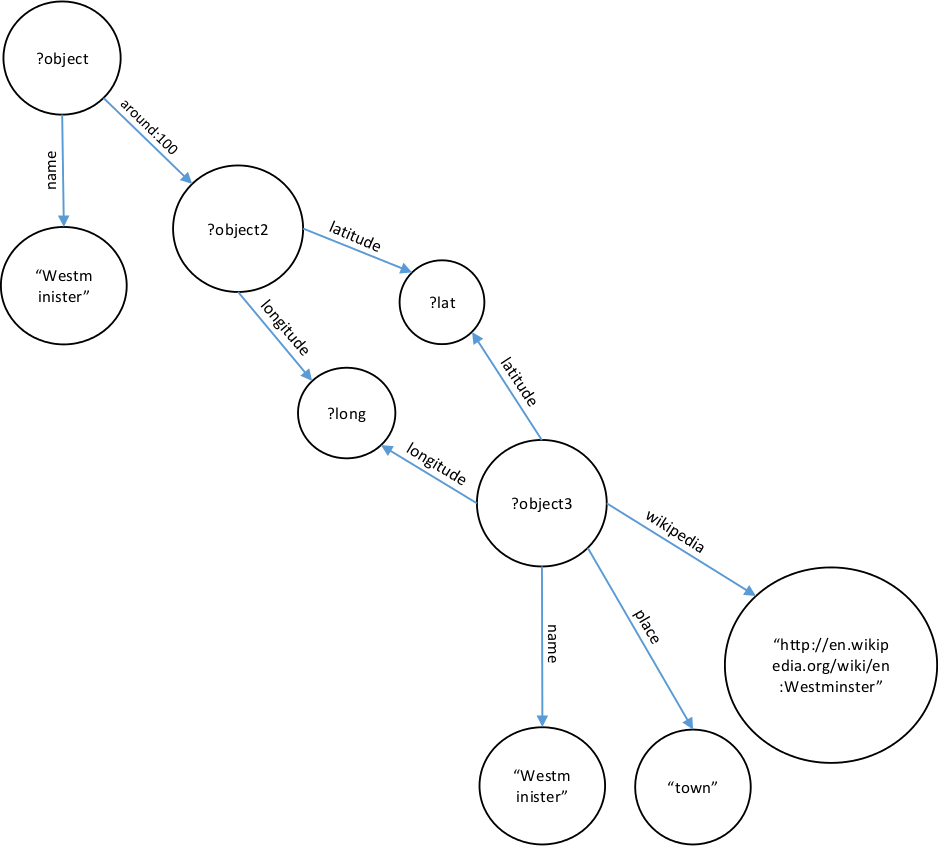 ?object
around:100
name
?object2
latitude
“Westm
inister”
?lat
longitude
latitude
?long
longitude
?object3
wikipedia
name
place
“http://en.wikip
edia.org/wiki/en
:Westminster”
“Westm
inister”
“town”